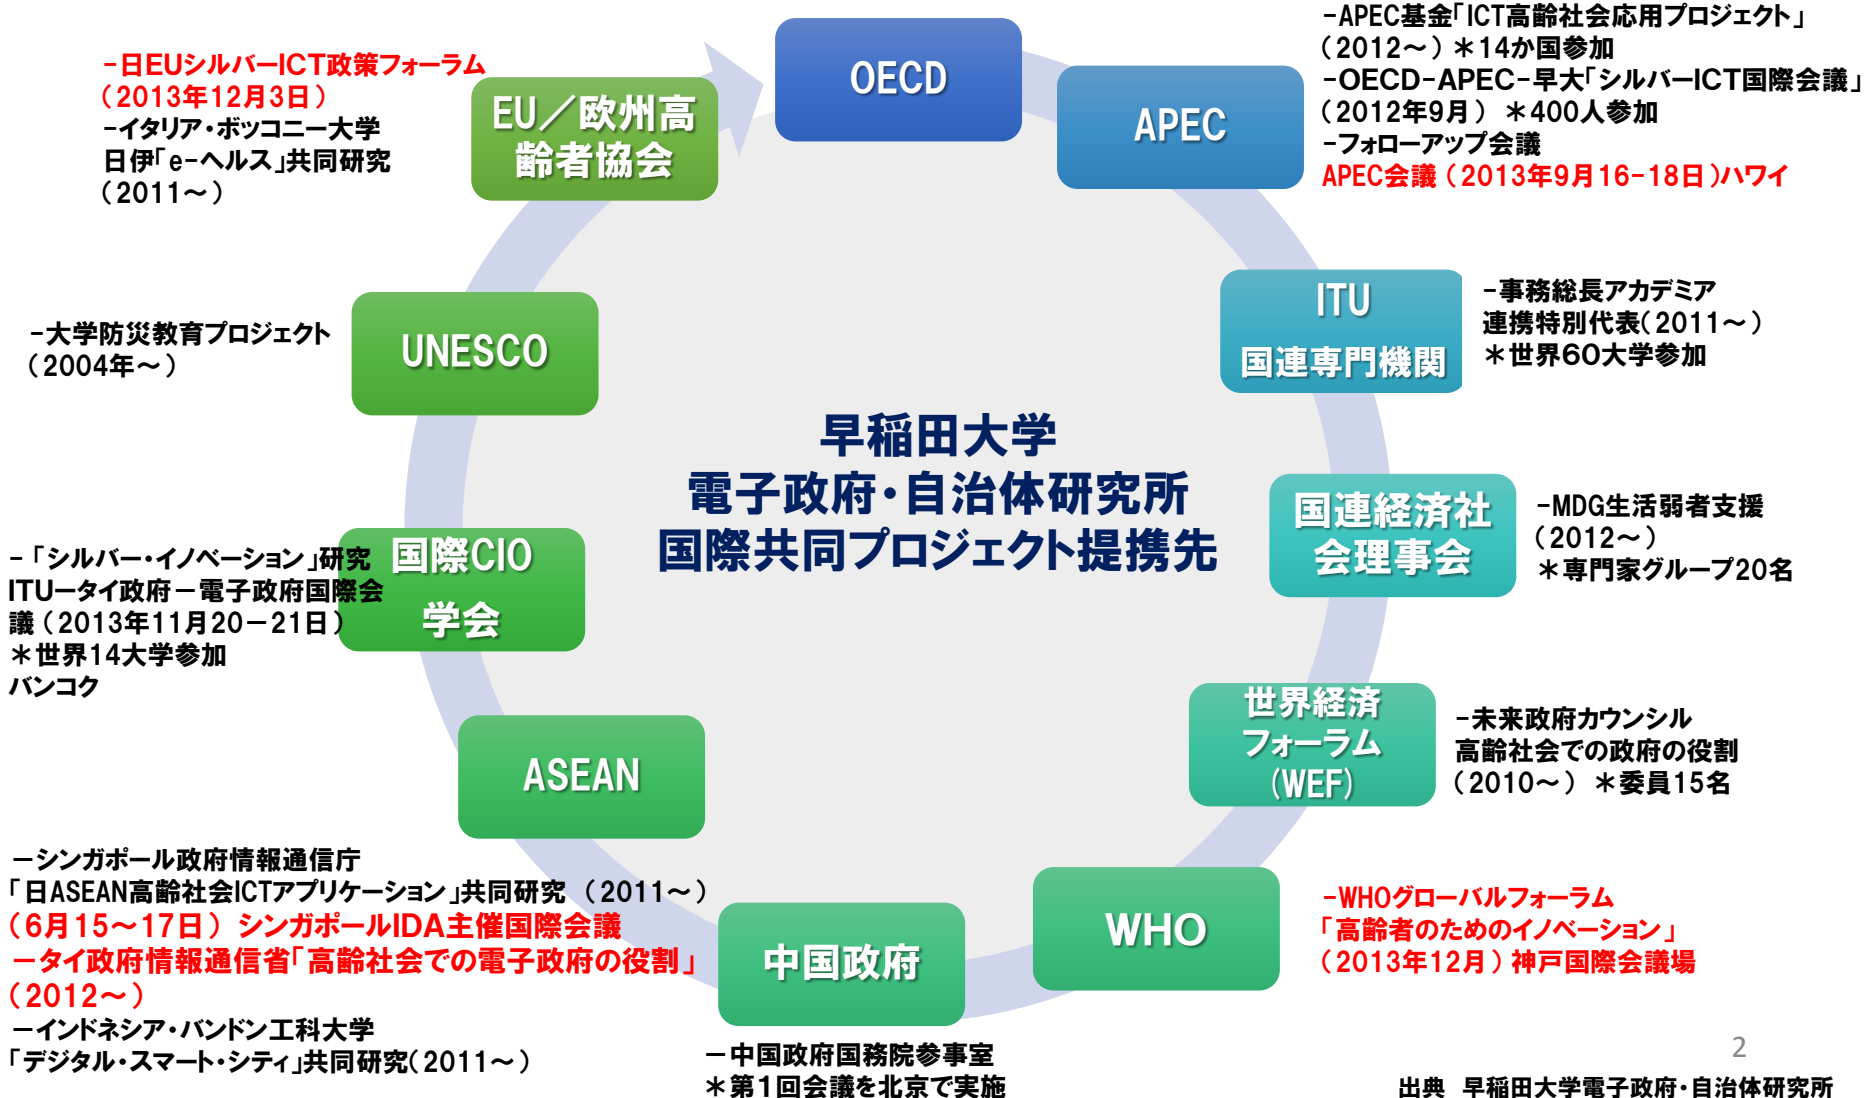 -日EUシルバーICT政策フォーラム
(2013年12月3日)
-イタリア・ボッコニー大学
日伊「e-ヘルス」共同研究
(2011~)
EU/欧州高
齢者協会
OECD
APEC
-APEC基金「ICT高齢社会応用プロジェクト」
(2012~)*14か国参加
-OECD-APEC-早大「シルバーICT国際会議」
(2012年9月) *400人参加
-フォローアップ会議
APEC会議(2013年9月16-18日)ハワイ
-大学防災教育プロジェクト
(2004年~)
UNESCO
ITU
国連専門機関
-事務総長アカデミア
連携特別代表(2011~)
*世界60大学参加
早稲田大学
電子政府・自治体研究所
国際共同プロジェクト提携先
国連経済社
会理事会
-MDG生活弱者支援
(2012~)
*専門家グループ20名
-「シルバー・イノベーション」研究
ITUータイ政府-電子政府国際会
議(2013年11月20-21日)
*世界14大学参加
バンコク
国際CIO
学会
世界経済
フォーラム
(WEF)
-未来政府カウンシル
高齢社会での政府の役割
(2010~) *委員15名
ASEAN
-シンガポール政府情報通信庁
「日ASEAN高齢社会ICTアプリケーション」共同研究 (2011~)
(6月15~17日) シンガポールIDA主催国際会議
-タイ政府情報通信省「高齢社会での電子政府の役割」
(2012~)
-インドネシア・バンドン工科大学
「デジタル・スマート・シティ」共同研究(2011~)
中国政府
-中国政府国務院参事室
*第1回会議を北京で実施
WHO
-WHOグローバルフォーラム
「高齢者のためのイノベーション」
(2013年12月)神戸国際会議場
2
出典 早稲田大学電子政府・自治体研究所